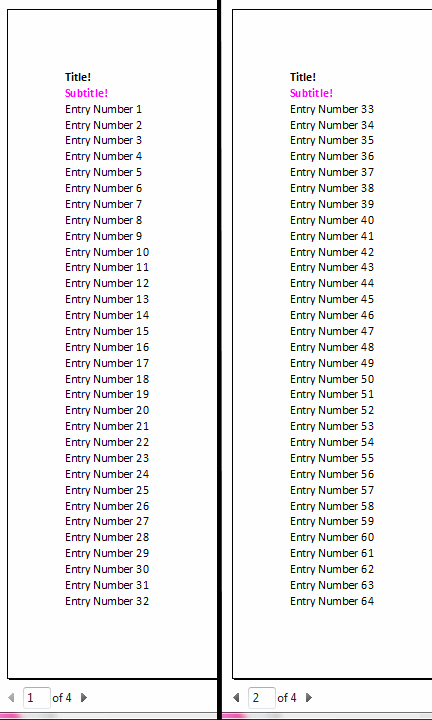 Title!
Subtitle!
Entry Number 1
Entry Number 2
Entry Number 3
Entry Number 4
Entry Number 5
Entry Number 6
Entry Number 7
Entry Number 8
Entry Number 9
Entry Number 10
Entry Number 11
Entry Number 12
Entry Number 13
Entry Number 14
Entry Number 15
Entry Number 16
Entry Number 17
Entry Number 18
Entry Number 19
Entry Number 20
Entry Number 21
Entry Number 22
Entry Number 23
Entry Number 24
Entry Number 25
Entry Number 26
Entry Number 27
Entry Number 28
Entry Number 29
Entry Number 30
Entry Number 31
Entry Number 32
1 of 4
Title!
Subtitle!
Entry Number 33
Entry Number 34
Entry Number 35
Entry Number 36
Entry Number 37
Entry Number 38
Entry Number 39
Entry Number 40
Entry Number 41
Entry Number 42
Entry Number 43
Entry Number 44
Entry Number 45
Entry Number 46
Entry Number 47
Entry Number 48
Entry Number 49
Entry Number 50
Entry Number 51
Entry Number 52
Entry Number 53
Entry Number 54
Entry Number 55
Entry Number 56
Entry Number 57
Entry Number 58
Entry Number 59
Entry Number 60
Entry Number 61
Entry Number 62
Entry Number 63
Entry Number 64
2 of 4